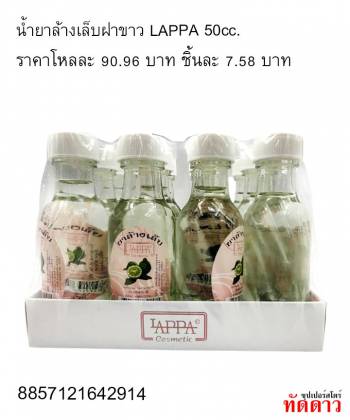 น้ำยาล้างเล็บฝาขาว LAPPA 50cc.
ราคาโหลละ 90.96 บาท ชิ้นละ 7.58 บาท
ยาล้างเล็บ
LAPPA
LAPPA©
Cosmetic
8857121642914
ซุปเปอร์สโตร์
ทัดดาว